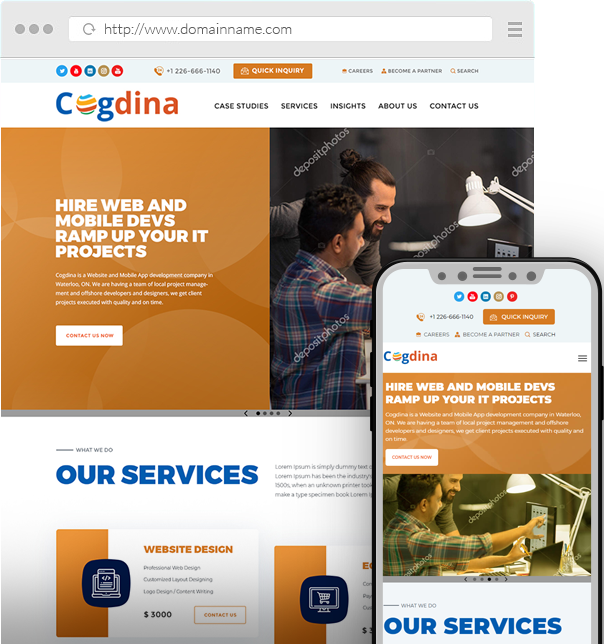 http://www.domainname.com
+1 226-666-1140
QUICK INQUIRY
CAREERS
BECOME A PARTNER
SEARCH
Cogdina
CASE STUDIES
SERVICES
INSIGHTS
ABOUT US
CONTACT US
HIRE WEB AND
MOBILE DEVS
RAMP UP YOUR IT
PROJECTS
Cogdina is a Website and Mobile App development company in
Waterloo, ON. We are having a team of local project manage-
ment and offshore developers and designers, we get client
projects executed with quality and on time.
CONTACT US NOW
depositphotos
depositphotos
depositphotos
WHAT WE DO
OUR SERVICES
Lorem Ipsum is simply dummy text
Lorem Ipsum has been the industry's
1500s, when an unknown printer took
make a type specimen book Lorem
WEBSITE DESIGN
Professional Web Design
Customized Layout Designing
Logo Design / Content Writing
$ 3000
CONTACT US
+1 226-666-1140
QUICK INQUIRY
CAREERS
BECOME A PARTNER
SEARCH
Cogdina
HIRE WEB AND MOBILE DEVS
RAMP UP YOUR IT PROJECTS
Cogdina is a Website and Mobile App development company in Waterloo,
ON. We are having a team of local project management and offshore
developers and designers, we get client projects executed with quality and
on time.
CONTACT US NOW
depositphotos
WHAT WE DO
OUR SERVICES